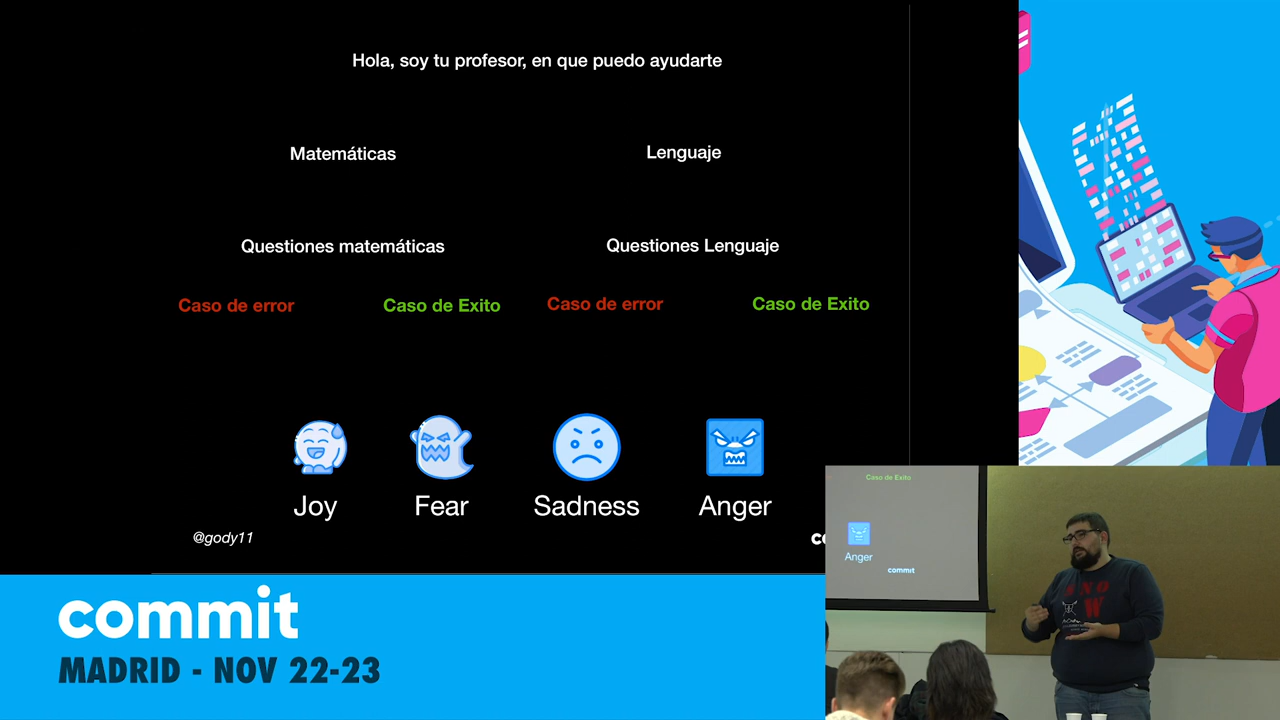 Hola, soy tu profesor, en que puedo ayudarte
Matemáticas
Lenguaje
Questiones matemáticas
Questiones Lenguaje
Caso de error
Caso de Exito
Caso de error
Caso de Exito
Joy
Fear
Sadness
Anger
@gody11
commit
MADRID - NOV 22-23
Caso de Exito
Anger
commit